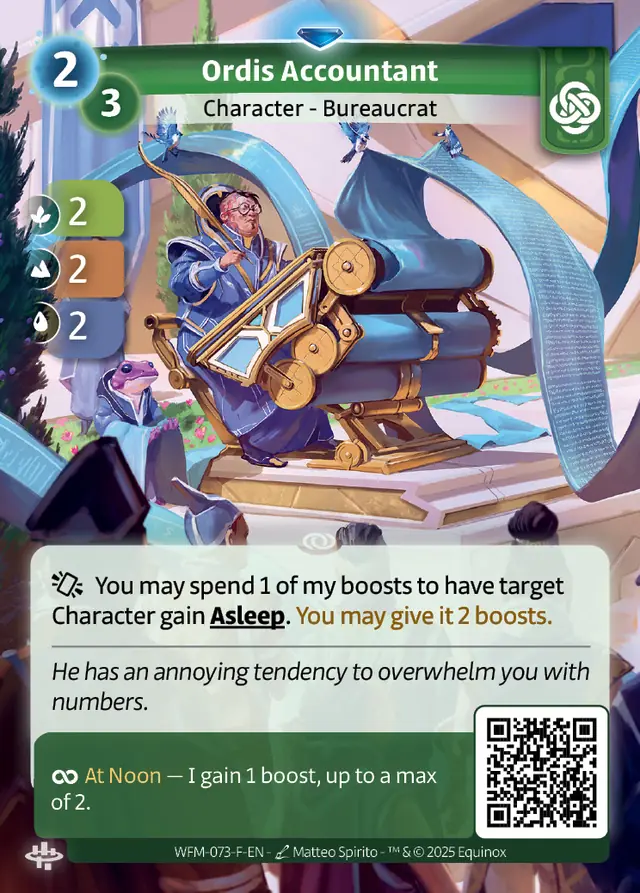 2
Ordis Accountant
3
Character - Bureaucrat
2
2
2
You may spend 1 of my boosts to have target
Character gain Asleep. You may give it 2 boosts.
He has an annoying tendency to overwhelm you with
numbers.
∞ At Noon — I gain 1 boost, up to a max
of 2.
WFM-073-F-EN - Matteo Spirito - ™ & © 2025 Equinox